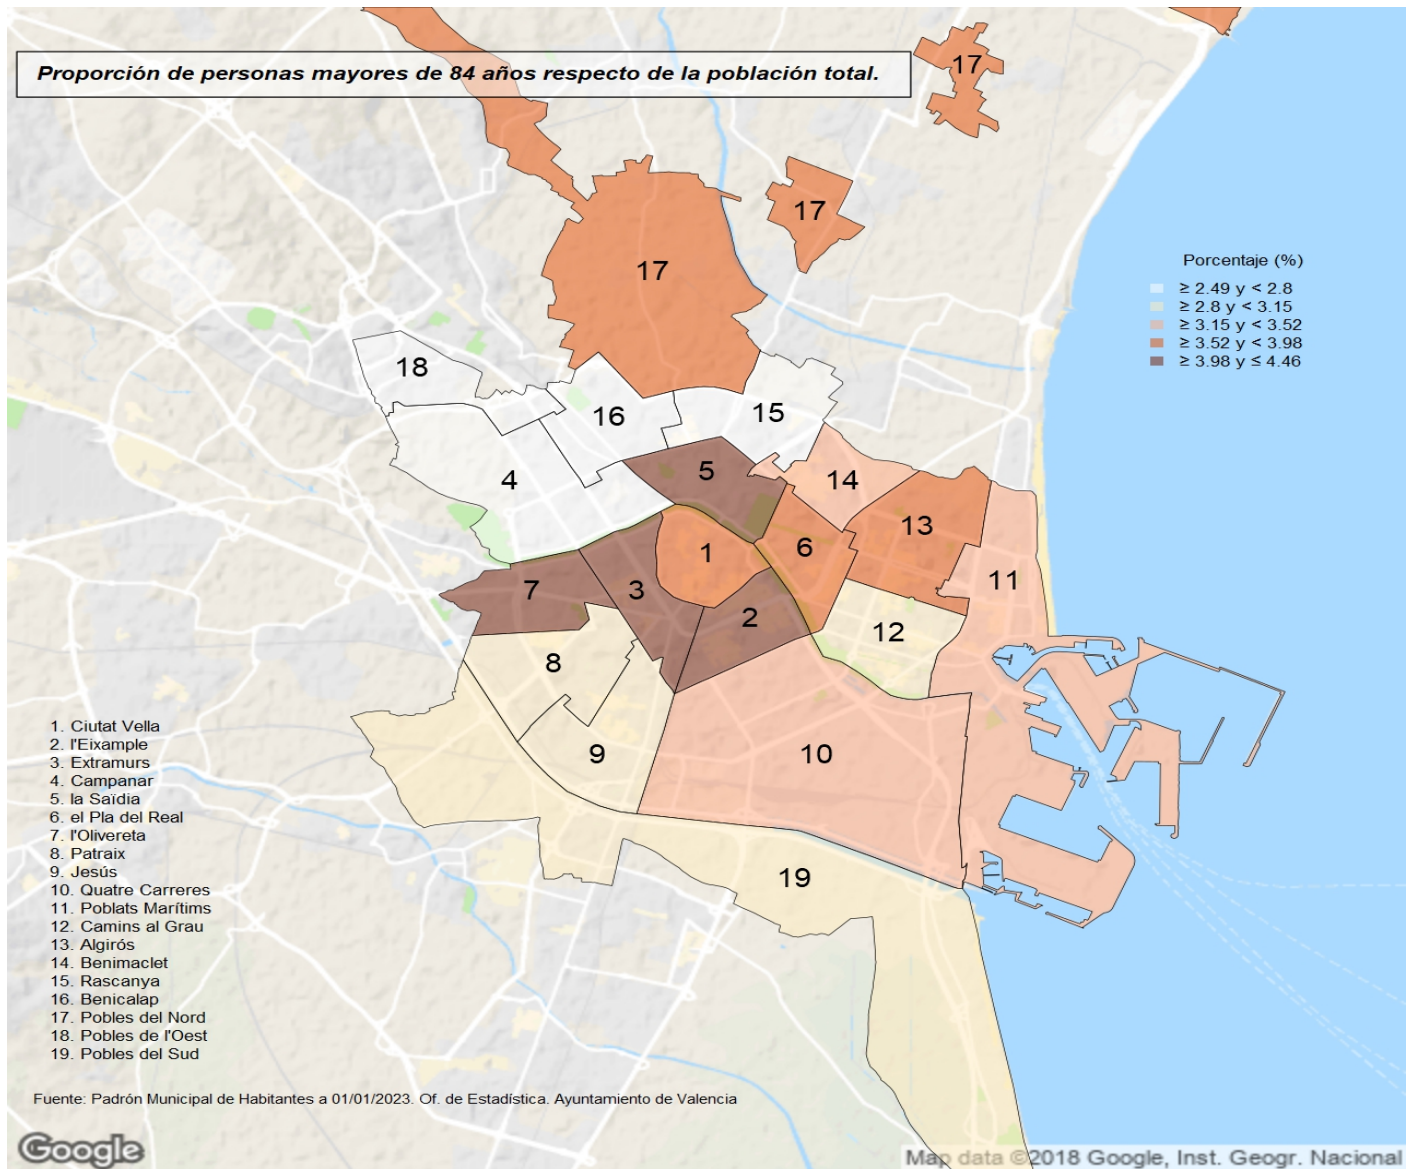 Proporción de personas mayores de 84 años respecto de la población total.
17
17
17
Porcentaje (%)
≥ 2.49 y < 2.8
≥ 2.8 y < 3.15
≥ 3.15 y < 3.52
≥ 3.52 y < 3.98
≥ 3.98 y ≤ 4.46
18
16
15
4
5
14
13
1
6
11
7
3
2
12
8
9
10
19
1. Ciutat Vella
2. l'Eixample
3. Extramurs
4. Campanar
5. la Saïdia
6. el Pla del Real
7. l'Olivereta
8. Patraix
9. Jesús
10. Quatre Carreres
11. Poblats Marítims
12. Camins al Grau
13. Algirós
14. Benimaclet
15. Rascanya
16. Benicalap
17. Pobles del Nord
18. Pobles de l'Oest
19. Pobles del Sud
Fuente: Padrón Municipal de Habitantes a 01/01/2023. Of. de Estadística. Ayuntamiento de Valencia
Google
Map data ©2018 Google, Inst. Geogr. Nacional